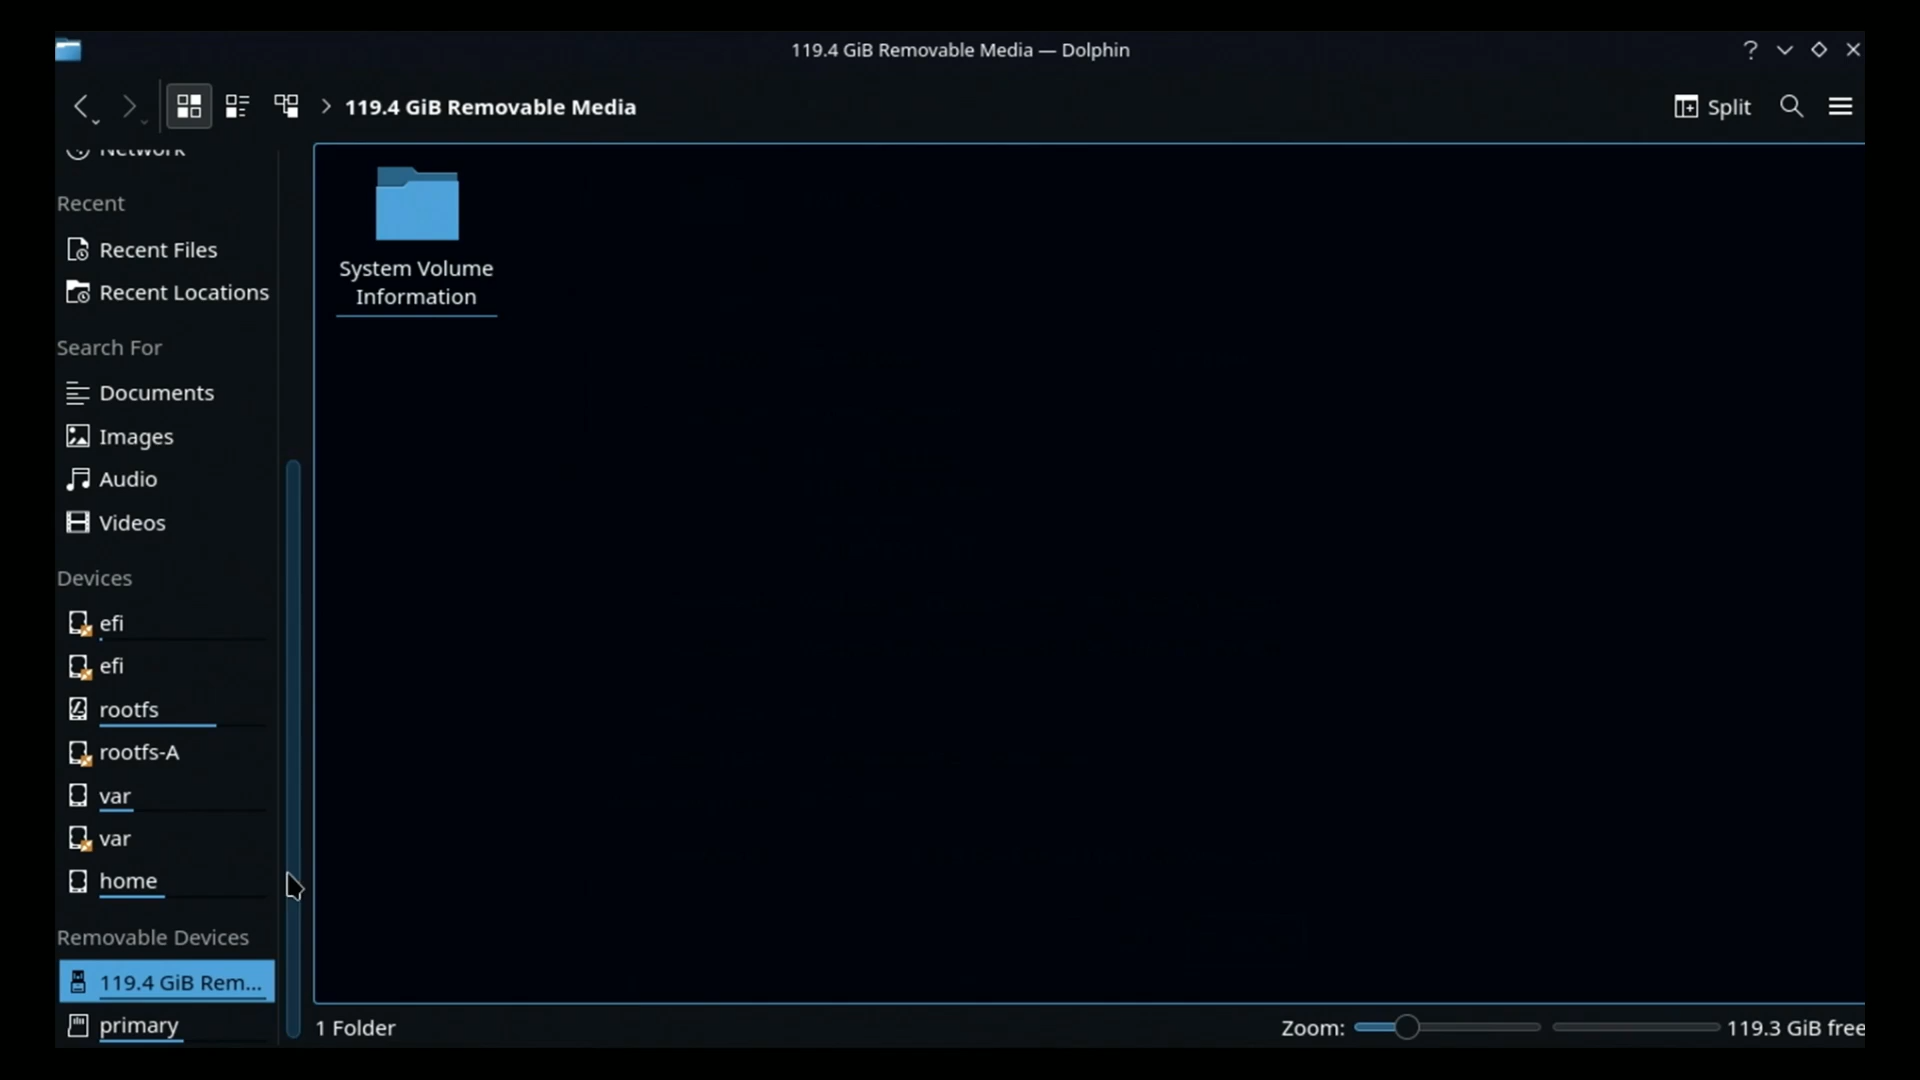 119.4 GiB Removable Media — Dolphin
?
> 119.4 GiB Removable Media
Split
Network
Recent
Recent Files
Recent Locations
Search For
Documents
Images
Audio
Videos
Devices
efi
efi
rootfs
rootfs-A
var
var
home
Removable Devices
119.4 GiB Rem...
primary
System Volume
Information
1 Folder
Zoom:
119.3 GiB free